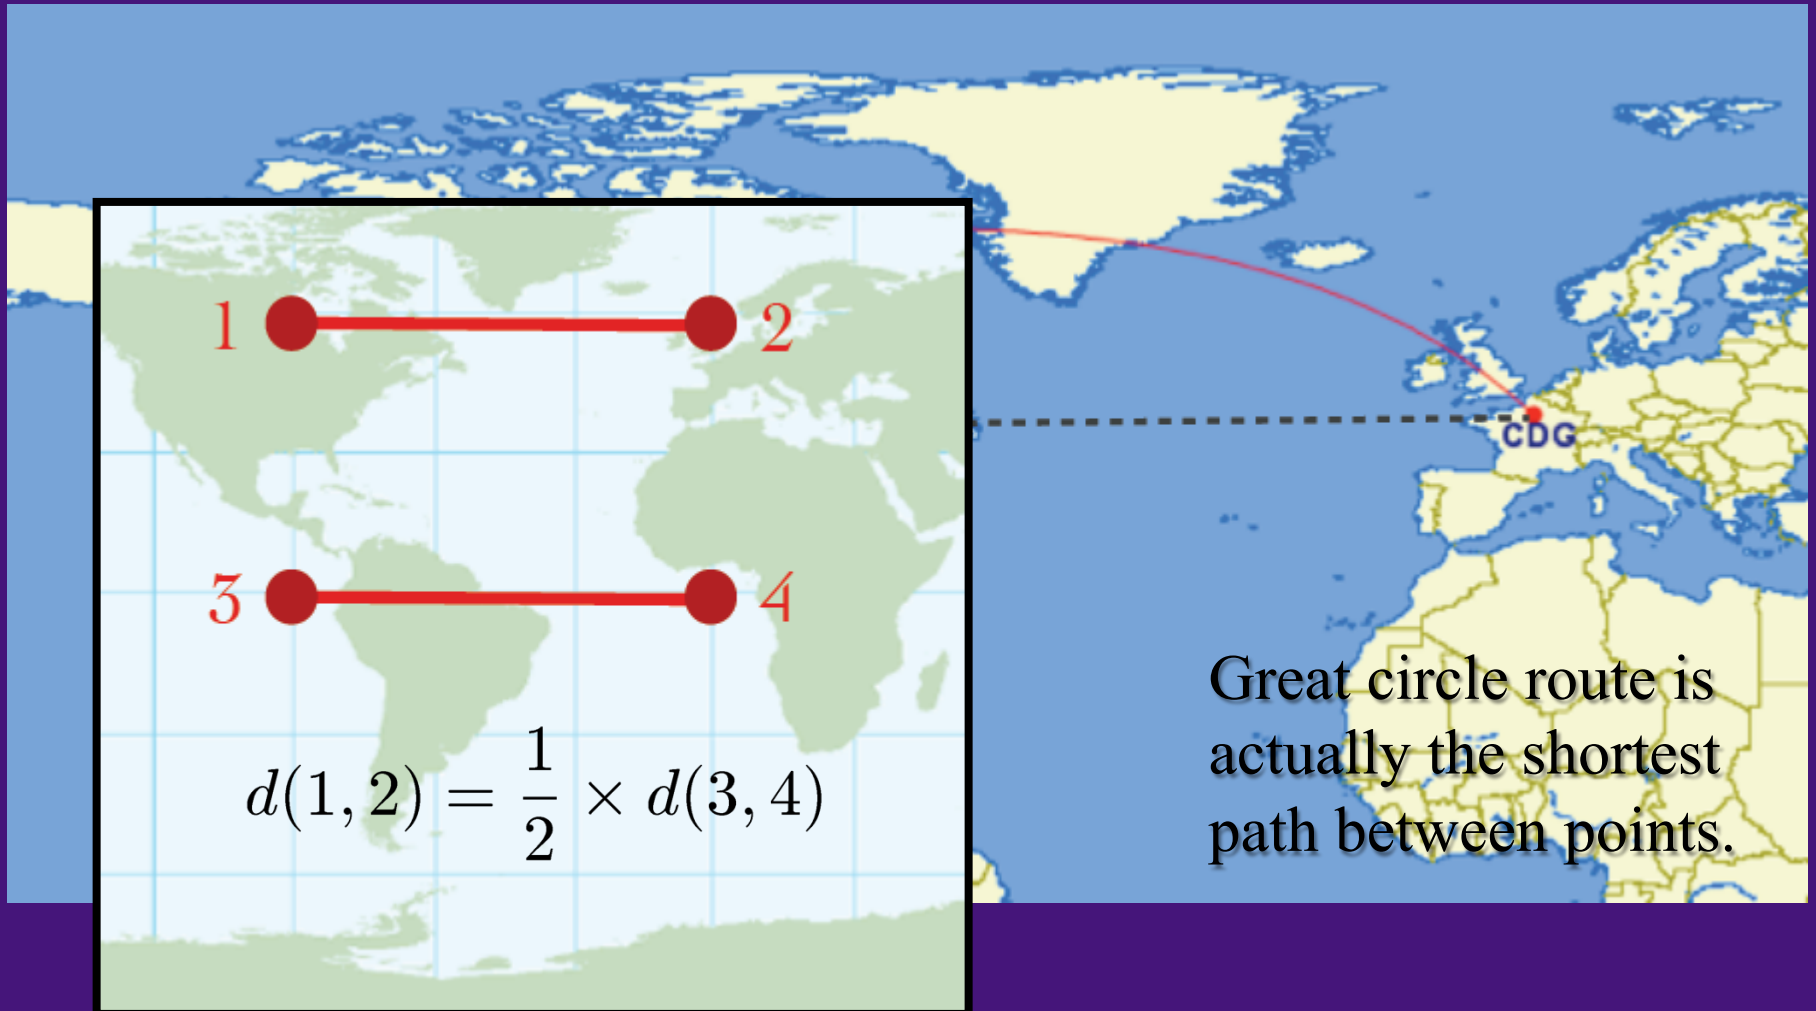 1 2
3 4
d(1, 2) = \frac{1}{2} × d(3, 4)
CDG
Great circle route is
actually the shortest
path between points.